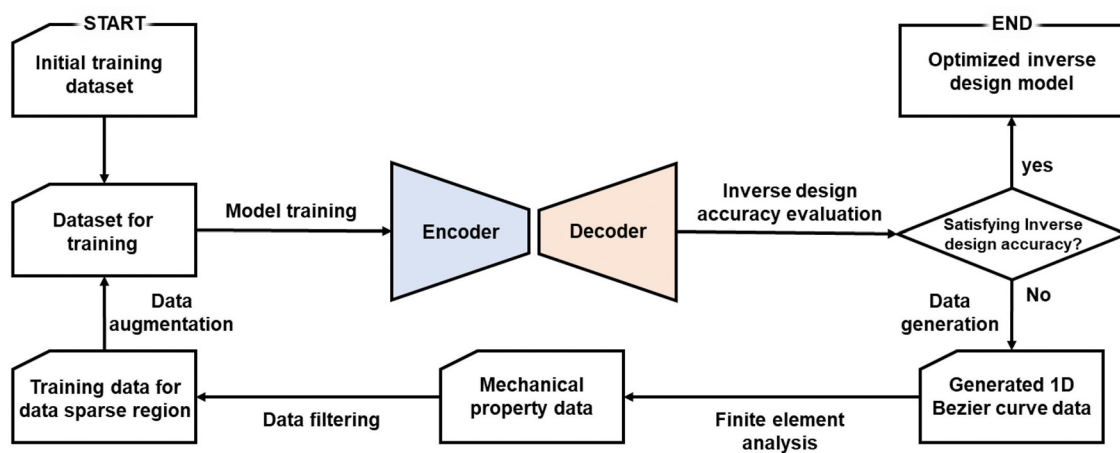 START
Initial training
dataset
END
Optimized inverse
design model
yes
Dataset for
training
Model training
Encoder
Decoder
Inverse design
accuracy evaluation
Satisfying Inverse
design accuracy?
No
Data
augmentation
Data
generation
Training data for
data sparse region
Data filtering
Mechanical
property data
Finite element
analysis
Generated 1D
Bezier curve data